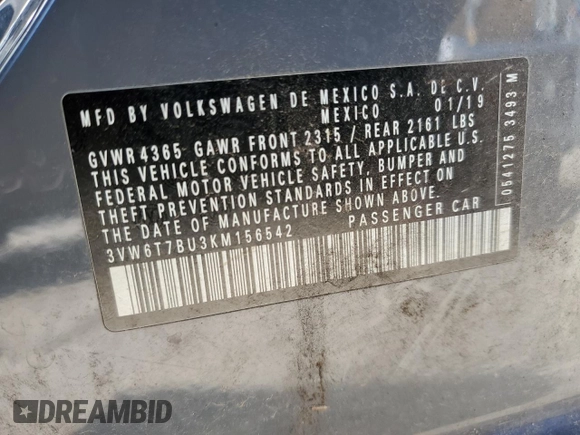 MFD BY VOLKSWAGEN DE MEXICO S.A. DE C.V.
MEXICO 01/19
GVWR 4365 GAWR FRONT 2315 / REAR 2161 LBS
THIS VEHICLE CONFORMS TO ALL APPLICABLE U.S.
FEDERAL MOTOR VEHICLE SAFETY, BUMPER AND
THEFT PREVENTION STANDARDS IN EFFECT ON
THE DATE OF MANUFACTURE SHOWN ABOVE.
3VW6T7BU3KM156542 PASSENGER CAR
0541275 3493 M
DREAMBID